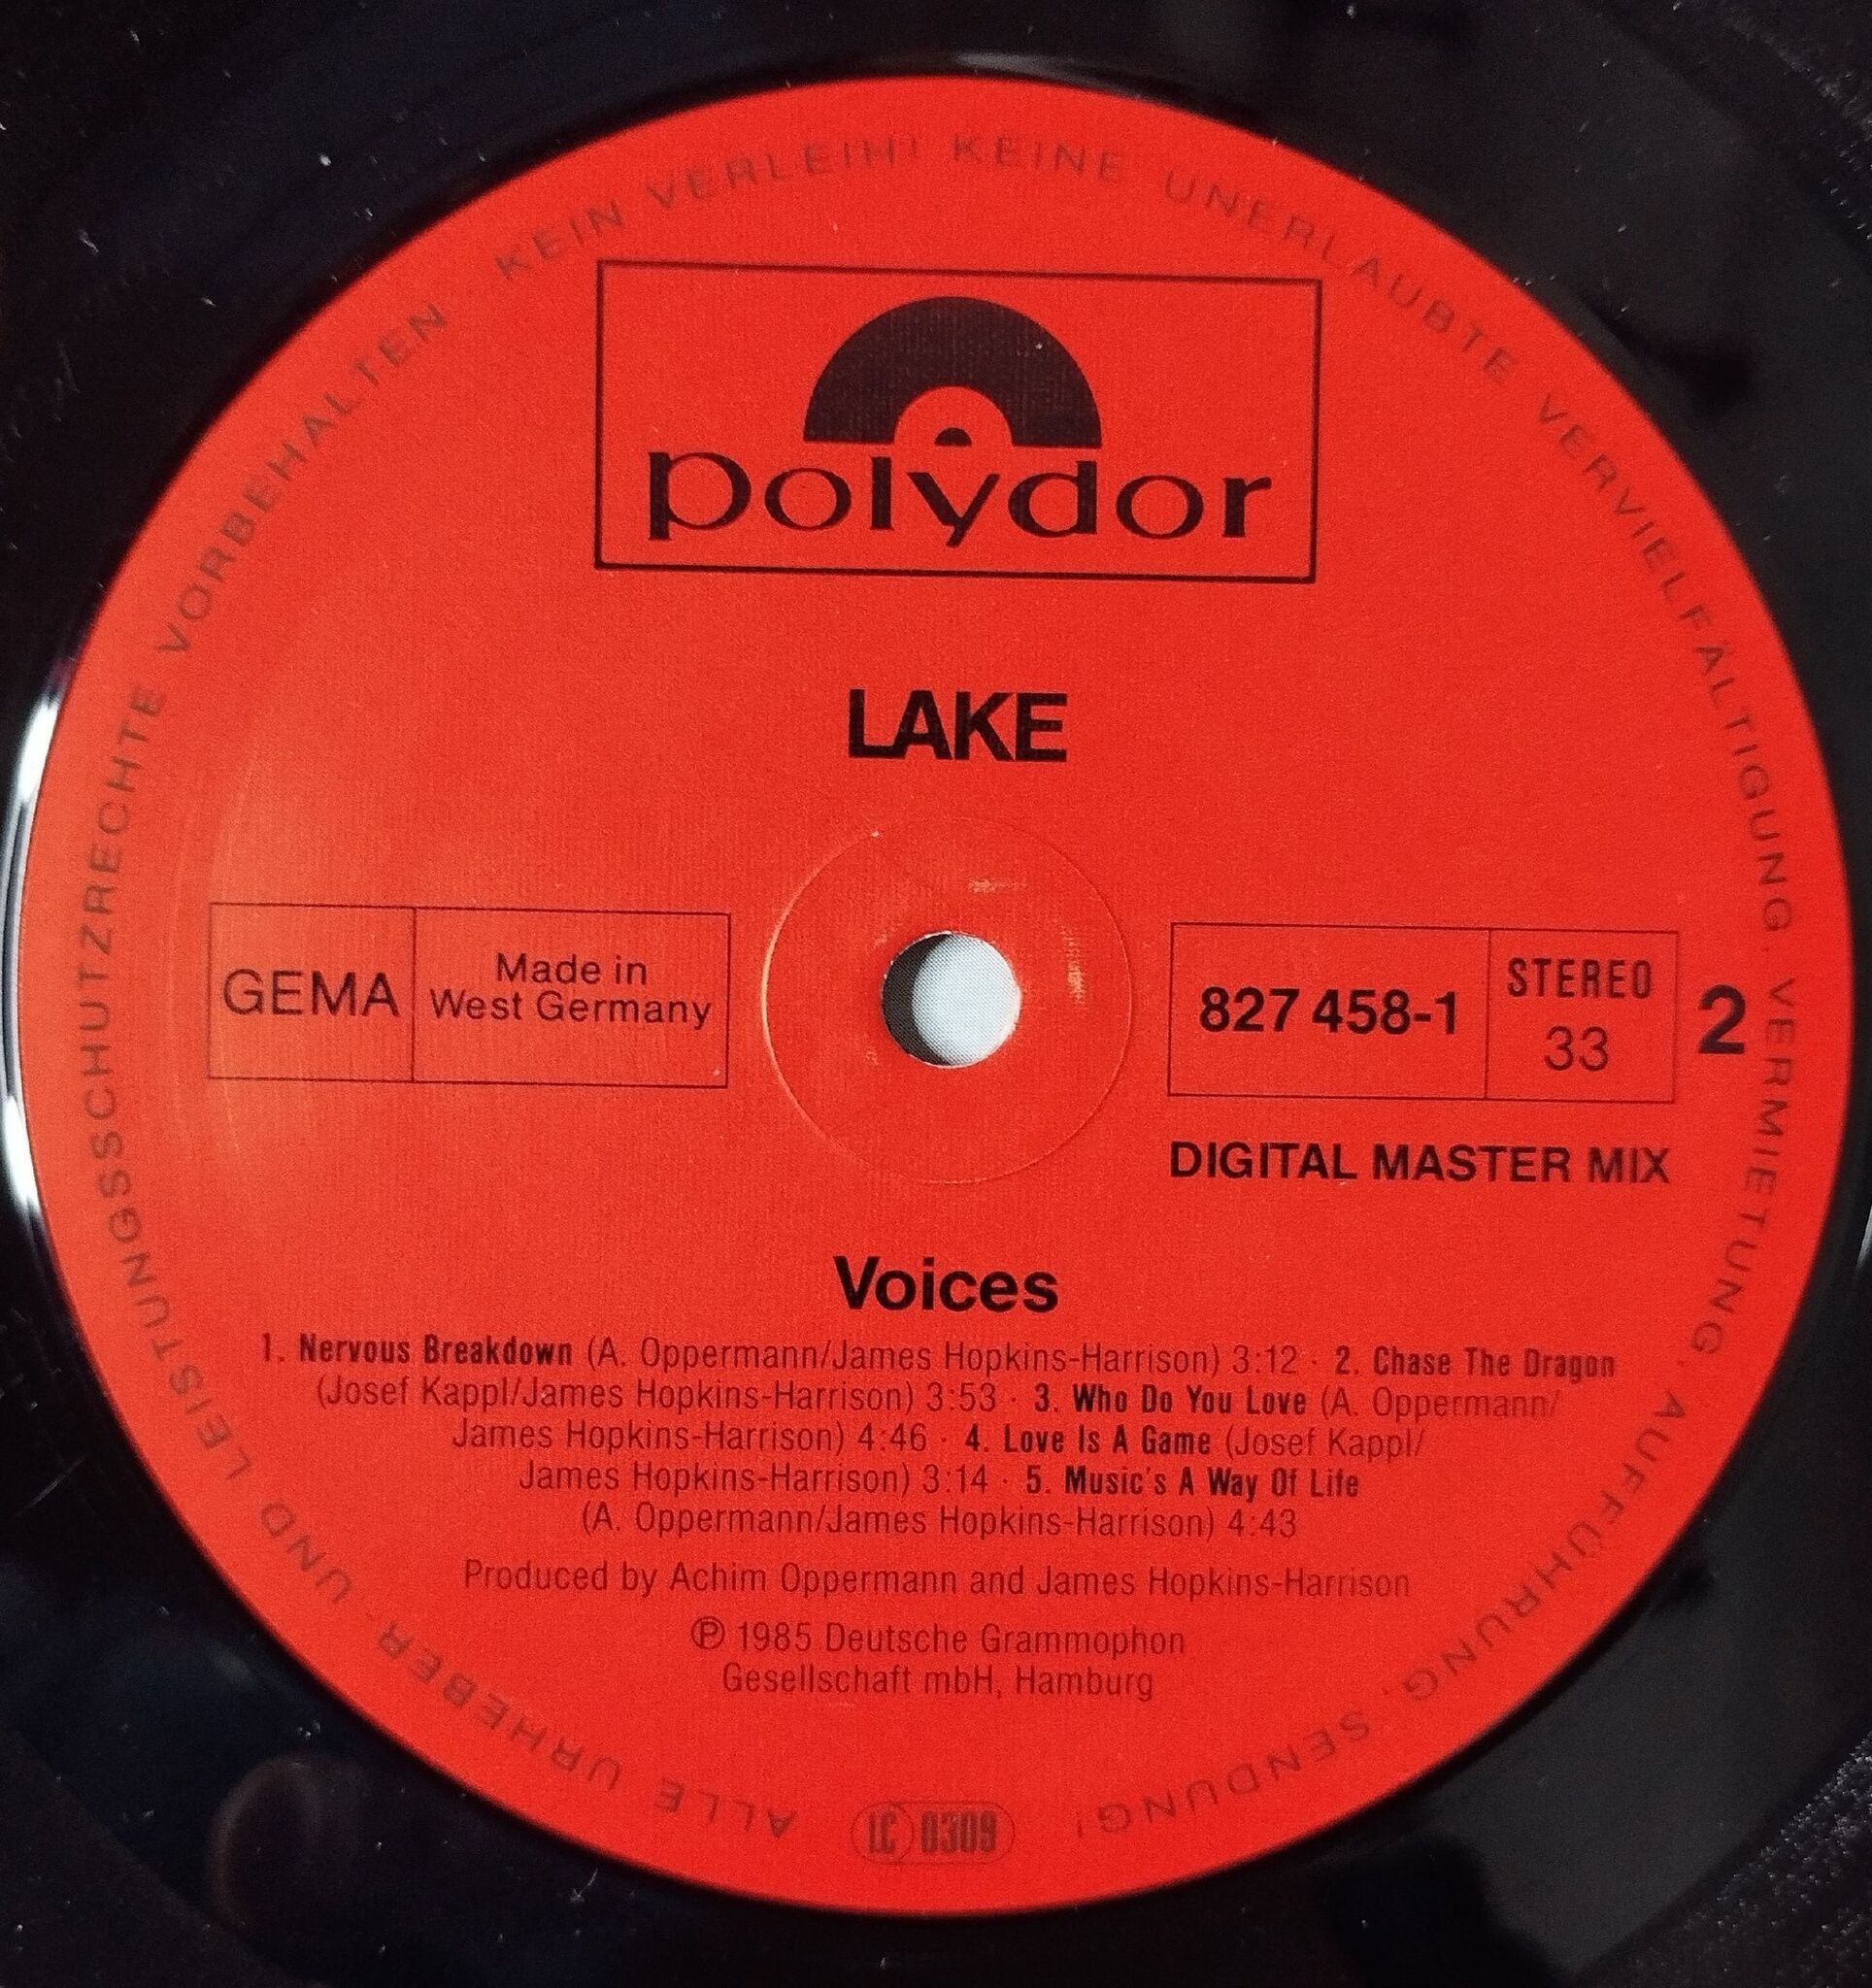 ALLE URHEBER- UND LEISTUNGSSCHUTZRECHTE VORBEHALTEN · KEIN VERLEIH! KEINE UNERLAUBTE VERVIELFÄLTIGUNG, VERMIETUNG, AUFFÜHRUNG, SENDUNG!
polydor
LAKE
GEMA
Made in
West Germany
827 458-1
STEREO
33
2
DIGITAL MASTER MIX
Voices
1. Nervous Breakdown (A. Oppermann/James Hopkins-Harrison) 3:12 · 2. Chase The Dragon
(Josef Kappl/James Hopkins-Harrison) 3:53 · 3. Who Do You Love (A. Oppermann/
James Hopkins-Harrison) 4:46 · 4. Love Is A Game (Josef Kappl/
James Hopkins-Harrison) 3:14 · 5. Music's A Way Of Life
(A. Oppermann/James Hopkins-Harrison) 4:43
Produced by Achim Oppermann and James Hopkins-Harrison
℗ 1985 Deutsche Grammophon
Gesellschaft mbH, Hamburg
LC 0309